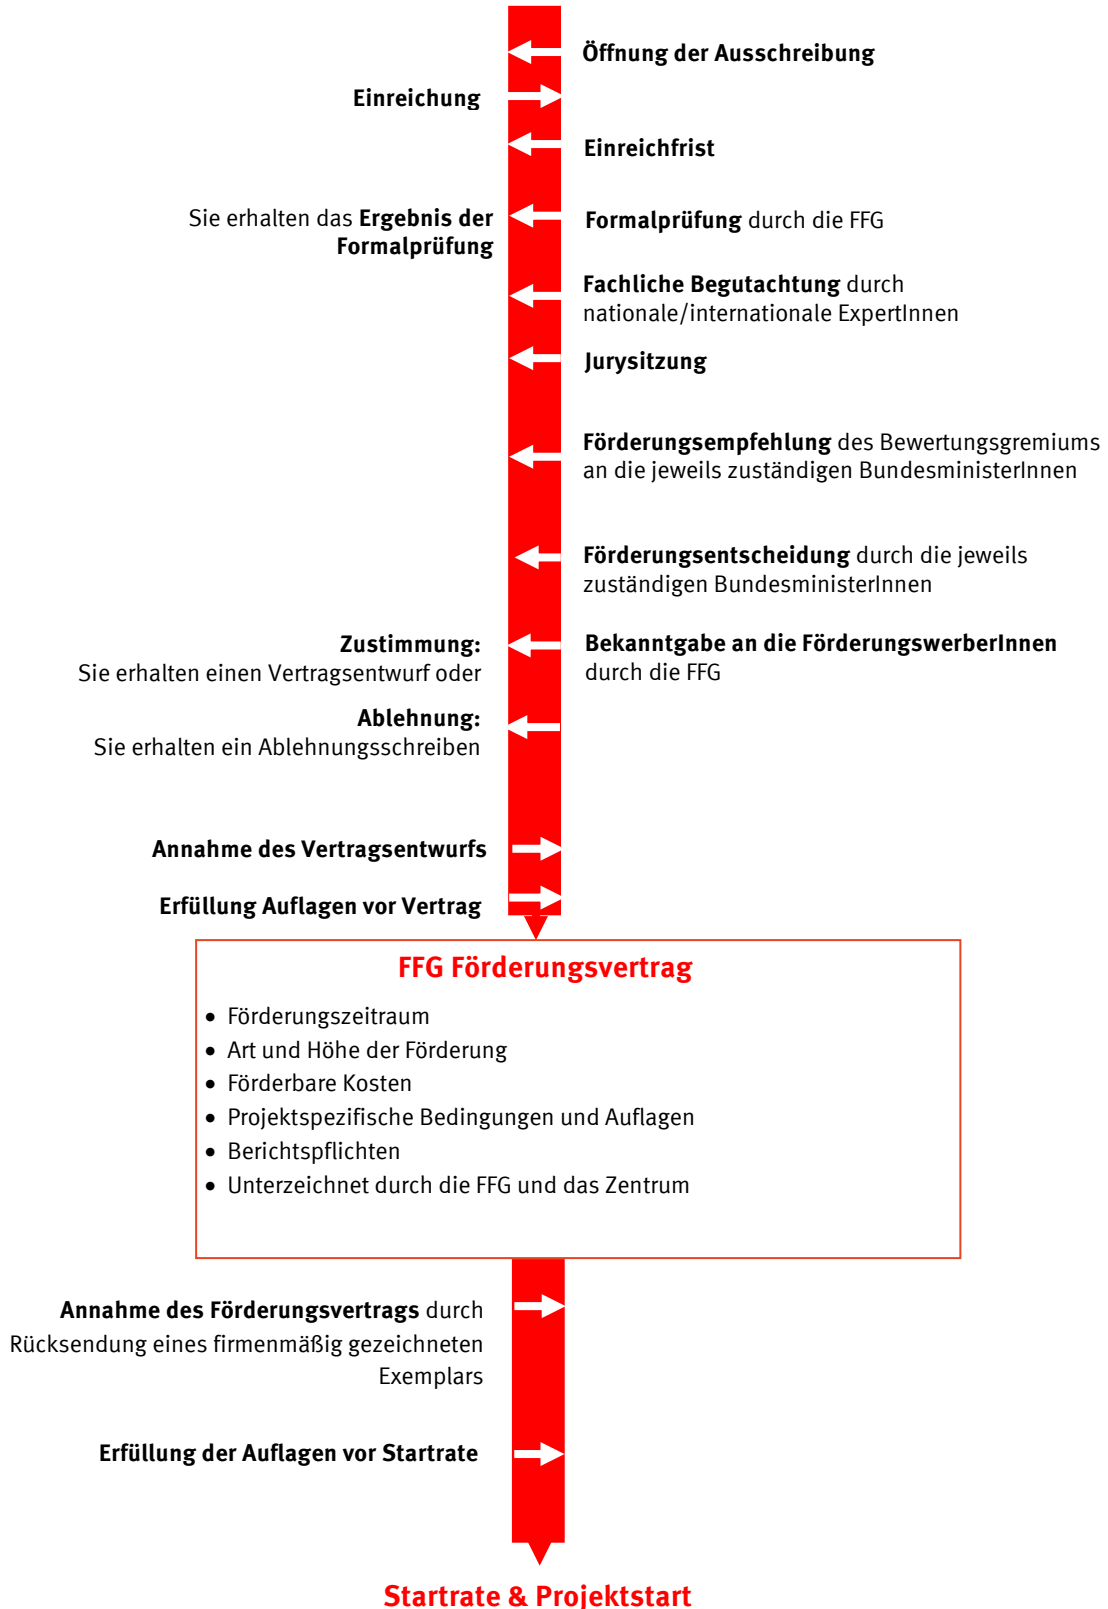 Öffnung der Ausschreibung
Einreichung
Einreichfrist
Sie erhalten das Ergebnis der
Formalprüfung
Formalprüfung durch die FFG
Fachliche Begutachtung durch
nationale/internationale ExpertInnen
Jurysitzung
Förderungsempfehlung des Bewertungsgremiums
an die jeweils zuständigen BundesministerInnen
Förderungsentscheidung durch die jeweils
zuständigen BundesministerInnen
Zustimmung:
Sie erhalten einen Vertragsentwurf oder
Bekanntgabe an die FörderungswerberInnen
durch die FFG
Ablehnung:
Sie erhalten ein Ablehnungsschreiben
Annahme des Vertragsentwurfs
Erfüllung Auflagen vor Vertrag
FFG Förderungsvertrag
• Förderungszeitraum
• Art und Höhe der Förderung
• Förderbare Kosten
• Projektspezifische Bedingungen und Auflagen
• Berichtspflichten
• Unterzeichnet durch die FFG und das Zentrum
Annahme des Förderungsvertrags durch
Rücksendung eines firmenmäßig gezeichneten
Exemplars
Erfüllung der Auflagen vor Startrate
Startrate & Projektstart